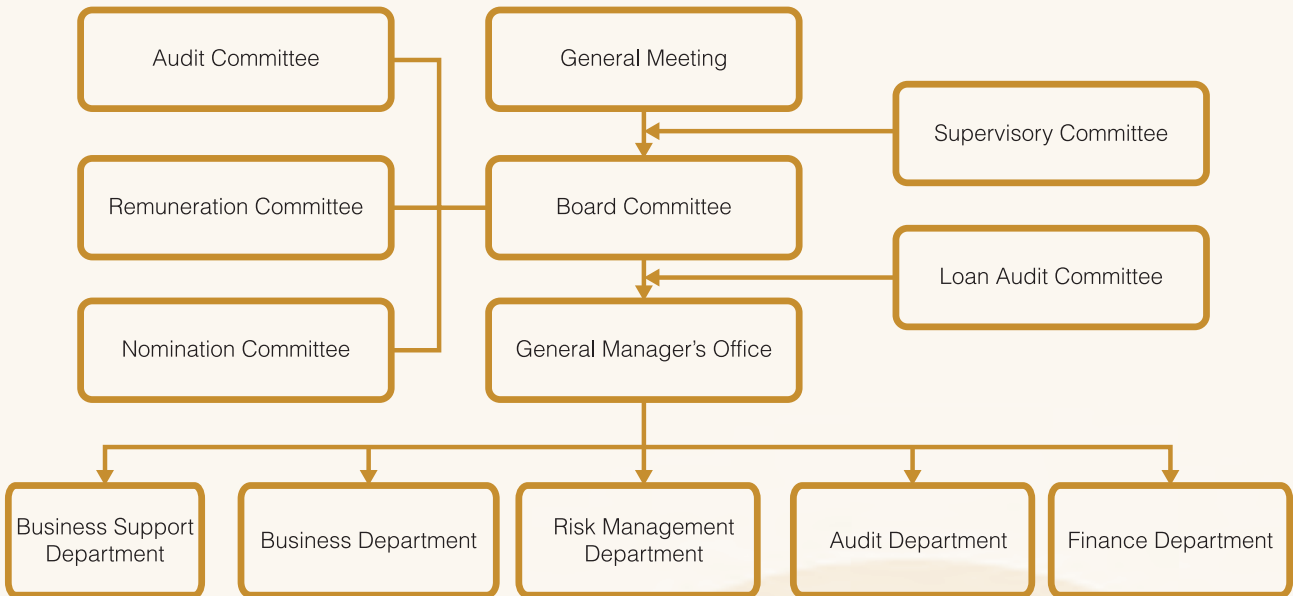 Audit Committee
General Meeting
Supervisory Committee
Remuneration Committee
Board Committee
Loan Audit Committee
Nomination Committee
General Manager’s Office
Business Support
Department
Business Department
Risk Management
Department
Audit Department
Finance Department